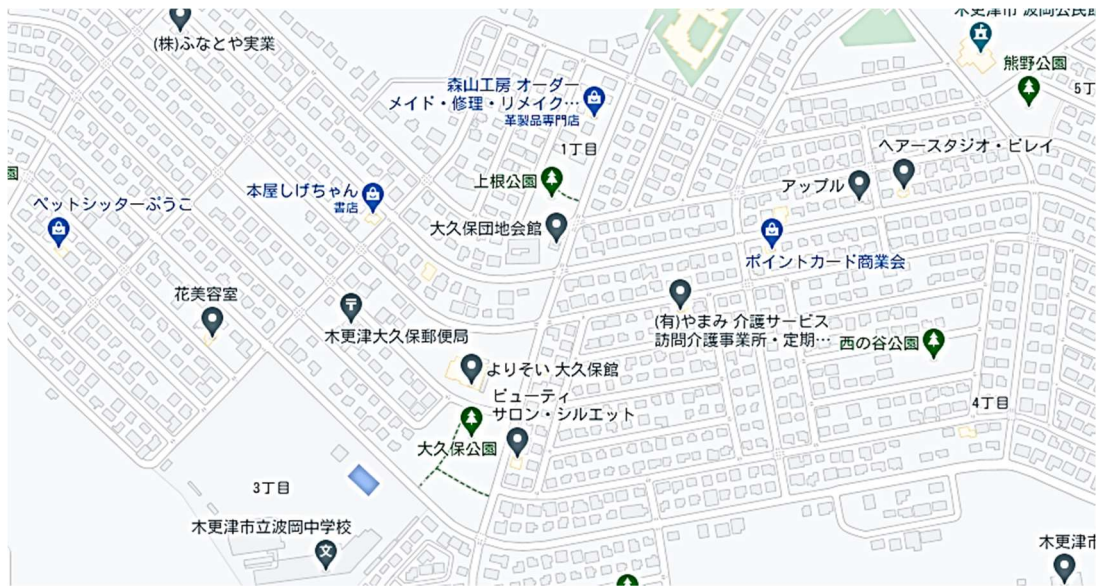 木更津市 波岡公民館
(株)ふなとや実業
熊野公園
森山工房 オーダー
メイド・修理・リメイク…
革製品専門店
5丁
1丁目
ヘアースタジオ・ビレイ
園
上根公園
アップル
本屋しげちゃん
書店
ペットシッターぷうこ
大久保団地会館
ポイントカード商業会
花美容室
木更津大久保郵便局
(有)やまみ 介護サービス
訪問介護事業所・定期…
西の谷公園
よりそい 大久保館
ビューティ
サロン・シルエット
4丁目
大久保公園
3丁目
木更津市立波岡中学校
文
木更津市